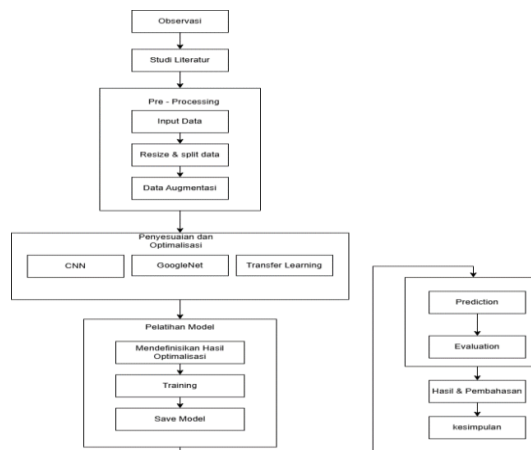 Observasi
Studi Literatur
Pre - Processing
Input Data
Resize & split data
Data Augmentasi
Penyesuaian dan
Optimalisasi
CNN
GoogleNet
Transfer Learning
Pelatihan Model
Mendefinisikan Hasil
Optimalisasi
Training
Save Model
Prediction
Evaluation
Hasil & Pembahasan
kesimpulan